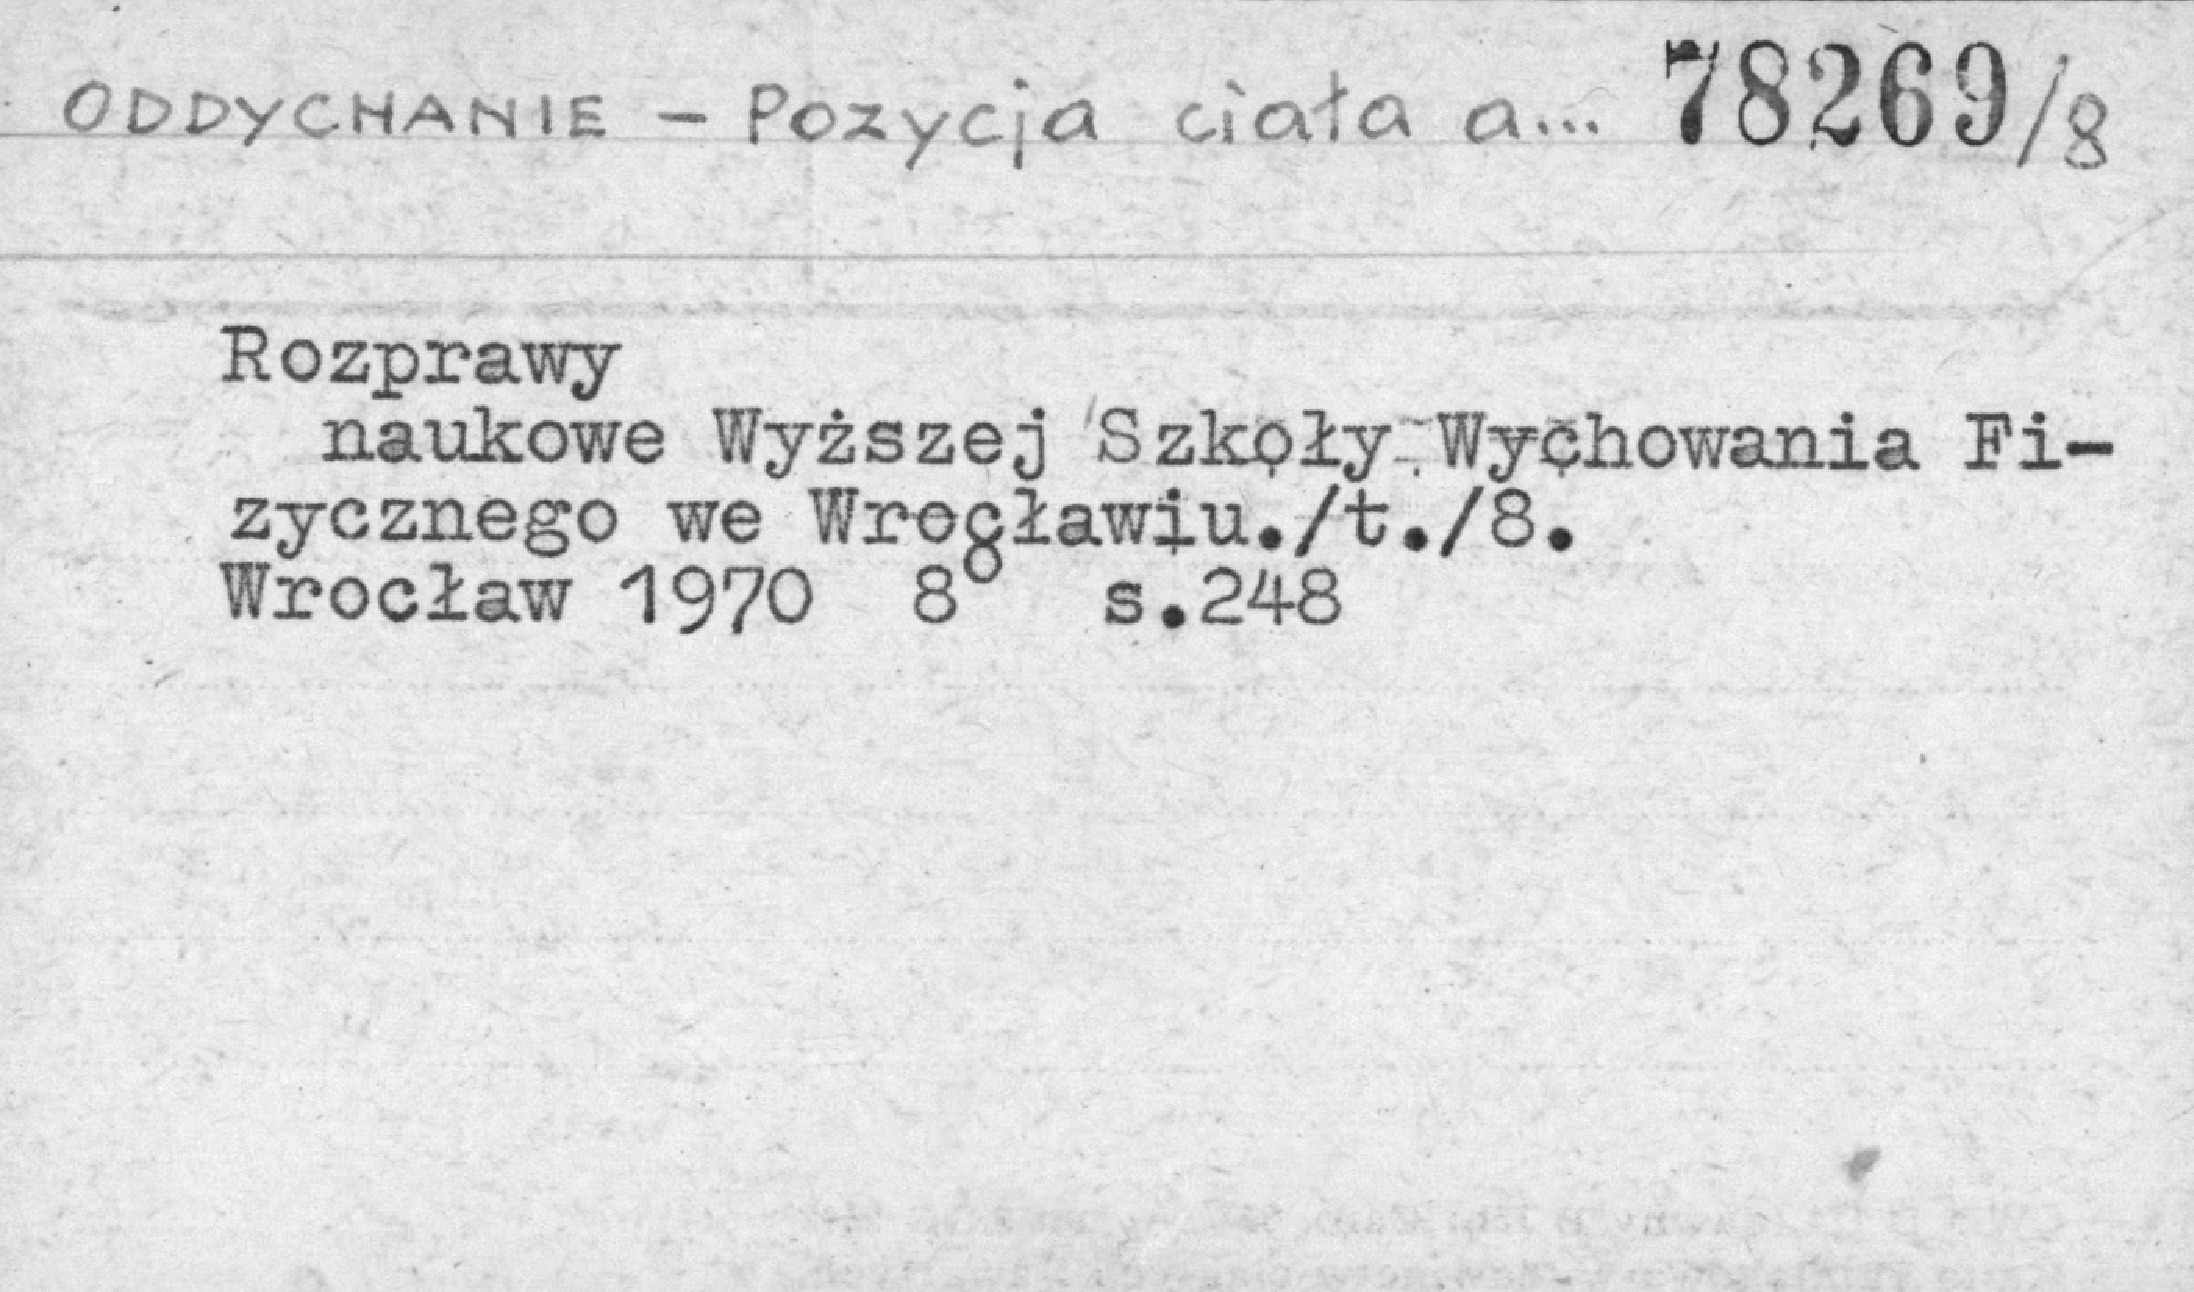 ODDYCHANIE – Pozycja ciała a... 78269/8
Rozprawy
naukowe Wyższej Szkoły Wychowania Fi-
zycznego we Wrocławiu./t./8.
Wrocław 1970 8° s.248